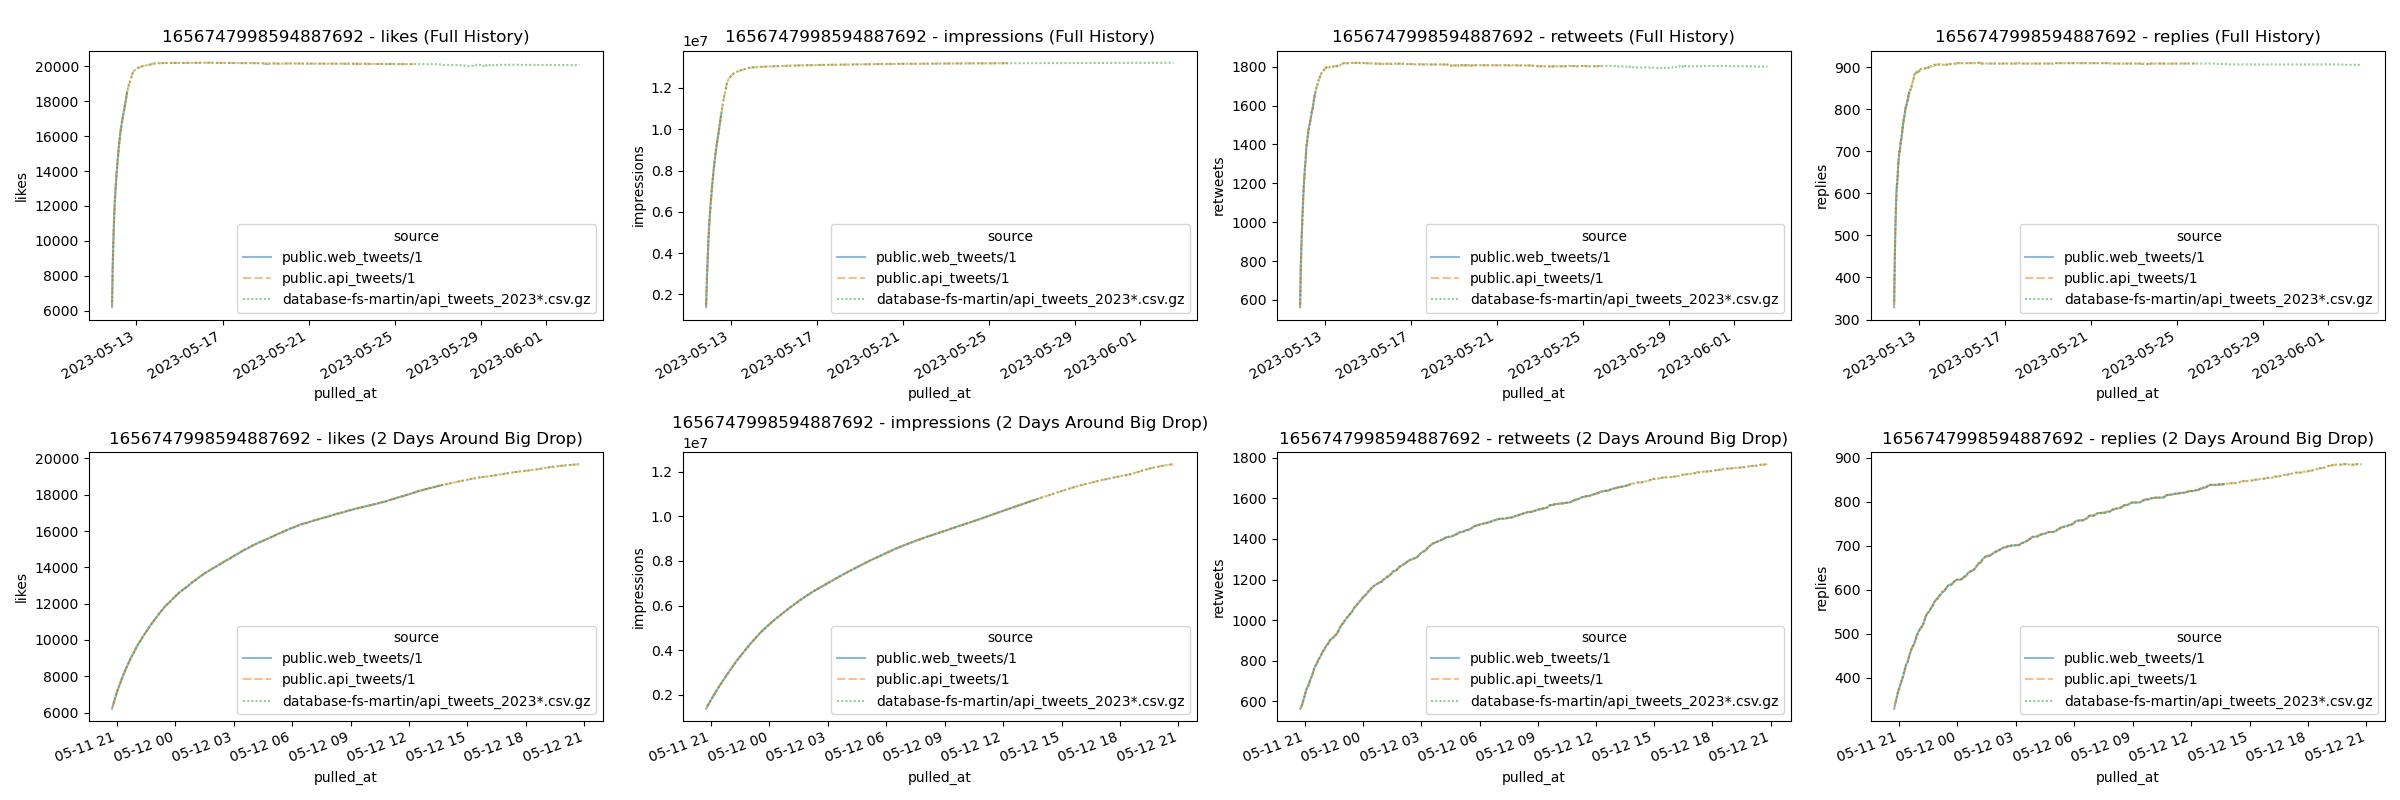 1656747998594887692 - likes (Full History)
20000
18000
16000
14000
12000
10000
8000
6000
likes
2023-05-13
2023-05-17
2023-05-21
2023-05-25
2023-05-29
2023-06-01
pulled_at
source
public.web_tweets/1
public.api_tweets/1
database-fs-martin/api_tweets_2023*.csv.gz
1656747998594887692 - impressions (Full History)
1e7
1.2
1.0
0.8
0.6
0.4
0.2
impressions
2023-05-13
2023-05-17
2023-05-21
2023-05-25
2023-05-29
2023-06-01
pulled_at
source
public.web_tweets/1
public.api_tweets/1
database-fs-martin/api_tweets_2023*.csv.gz
1656747998594887692 - retweets (Full History)
1800
1600
1400
1200
1000
800
600
retweets
2023-05-13
2023-05-17
2023-05-21
2023-05-25
2023-05-29
2023-06-01
pulled_at
source
public.web_tweets/1
public.api_tweets/1
database-fs-martin/api_tweets_2023*.csv.gz
1656747998594887692 - replies (Full History)
900
800
700
600
500
400
300
replies
2023-05-13
2023-05-17
2023-05-21
2023-05-25
2023-05-29
2023-06-01
pulled_at
source
public.web_tweets/1
public.api_tweets/1
database-fs-martin/api_tweets_2023*.csv.gz
1656747998594887692 - likes (2 Days Around Big Drop)
20000
18000
16000
14000
12000
10000
8000
6000
likes
05-11 21
05-12 00
05-12 03
05-12 06
05-12 09
05-12 12
05-12 15
05-12 18
05-12 21
pulled_at
source
public.web_tweets/1
public.api_tweets/1
database-fs-martin/api_tweets_2023*.csv.gz
1656747998594887692 - impressions (2 Days Around Big Drop)
1e7
1.2
1.0
0.8
0.6
0.4
0.2
impressions
05-11 21
05-12 00
05-12 03
05-12 06
05-12 09
05-12 12
05-12 15
05-12 18
05-12 21
pulled_at
source
public.web_tweets/1
public.api_tweets/1
database-fs-martin/api_tweets_2023*.csv.gz
1656747998594887692 - retweets (2 Days Around Big Drop)
1800
1600
1400
1200
1000
800
600
retweets
05-11 21
05-12 00
05-12 03
05-12 06
05-12 09
05-12 12
05-12 15
05-12 18
05-12 21
pulled_at
source
public.web_tweets/1
public.api_tweets/1
database-fs-martin/api_tweets_2023*.csv.gz
1656747998594887692 - replies (2 Days Around Big Drop)
900
800
700
600
500
400
replies
05-11 21
05-12 00
05-12 03
05-12 06
05-12 09
05-12 12
05-12 15
05-12 18
05-12 21
pulled_at
source
public.web_tweets/1
public.api_tweets/1
database-fs-martin/api_tweets_2023*.csv.gz